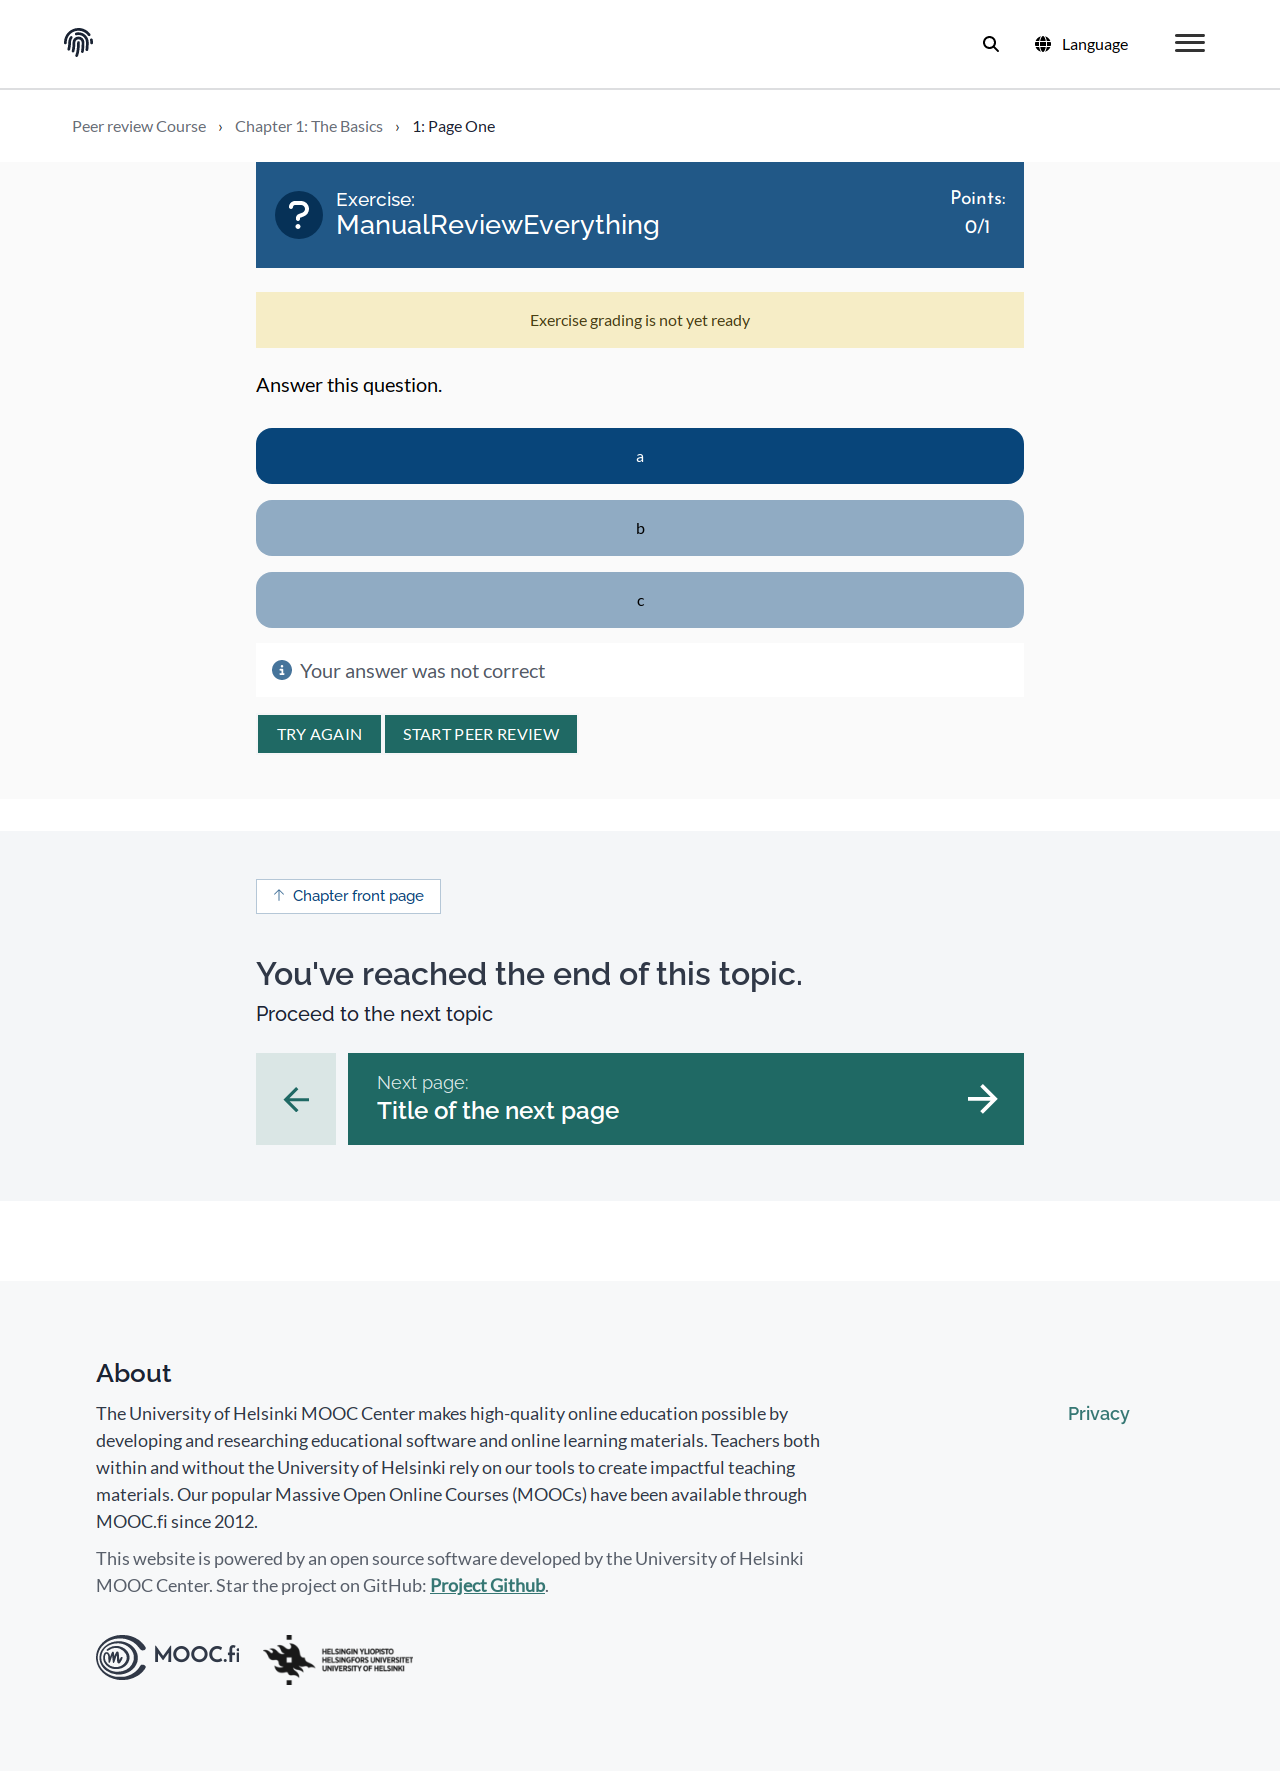 Language
Peer review Course › Chapter 1: The Basics › 1: Page One
Exercise:
ManualReviewEverything
Points:
0/1
Exercise grading is not yet ready
Answer this question.
a
b
c
Your answer was not correct
TRY AGAIN
START PEER REVIEW
Chapter front page
You've reached the end of this topic.
Proceed to the next topic
Next page:
Title of the next page
About
The University of Helsinki MOOC Center makes high-quality online education possible by
developing and researching educational software and online learning materials. Teachers both
within and without the University of Helsinki rely on our tools to create impactful teaching
materials. Our popular Massive Open Online Courses (MOOCs) have been available through
MOOC.fi since 2012.
Privacy
This website is powered by an open source software developed by the University of Helsinki
MOOC Center. Star the project on GitHub: Project Github.
MOOC.fi
HELSINGIN YLIOPISTO
HELSINGFORS UNIVERSITET
UNIVERSITY OF HELSINKI